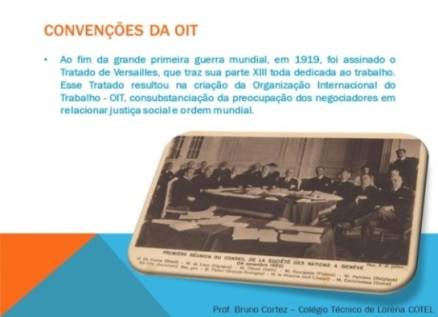 CONVENÇÕES DA OIT
• Ao fim da grande primeira guerra mundial, em 1919, foi assinado o
Tratado de Versailles, que traz sua parte XIII toda dedicada ao trabalho.
Esse Tratado resultou na criação da Organização Internacional do
Trabalho - OIT, consubstanciação da preocupação dos negociadores em
relacionar justiça social e ordem mundial.
PREMIÈRE RÉUNION DU CONSEIL DE LA SOCIÉTÉ DES NATIONS A GENÈVE
Prof. Bruno Cortez – Colégio Técnico de Lorena COTEL